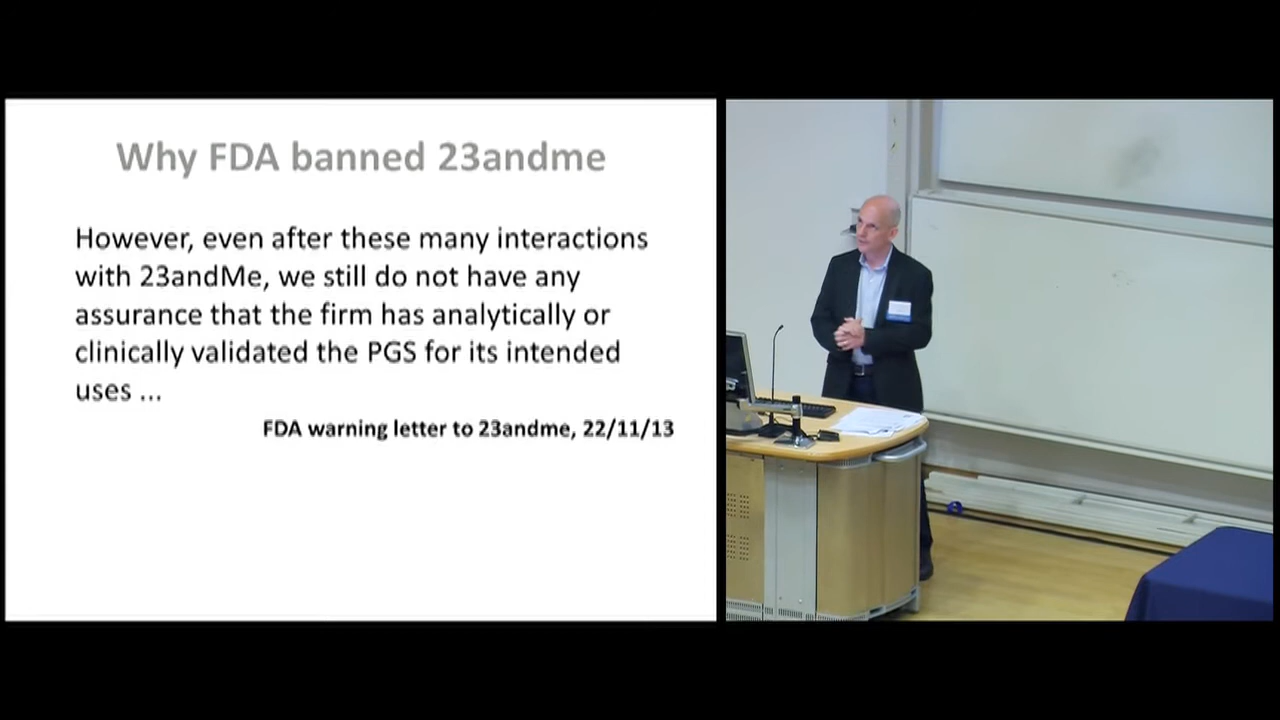 Why FDA banned 23andme
However, even after these many interactions
with 23andMe, we still do not have any
assurance that the firm has analytically or
clinically validated the PGS for its intended
uses ...
FDA warning letter to 23andme, 22/11/13